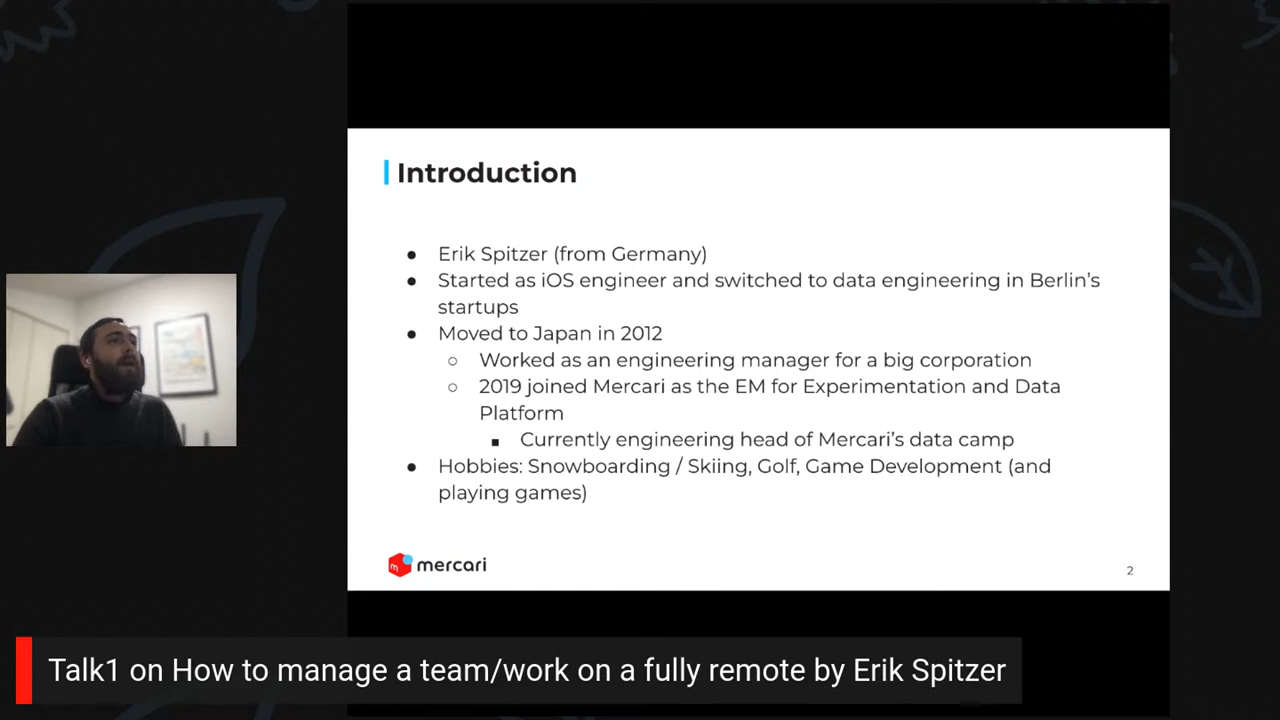 Introduction
● Erik Spitzer (from Germany)
● Started as iOS engineer and switched to data engineering in Berlin’s
startups
● Moved to Japan in 2012
○ Worked as an engineering manager for a big corporation
○ 2019 joined Mercari as the EM for Experimentation and Data
Platform
■ Currently engineering head of Mercari’s data camp
● Hobbies: Snowboarding / Skiing, Golf, Game Development (and
playing games)
m mercari
2
Talk1 on How to manage a team/work on a fully remote by Erik Spitzer